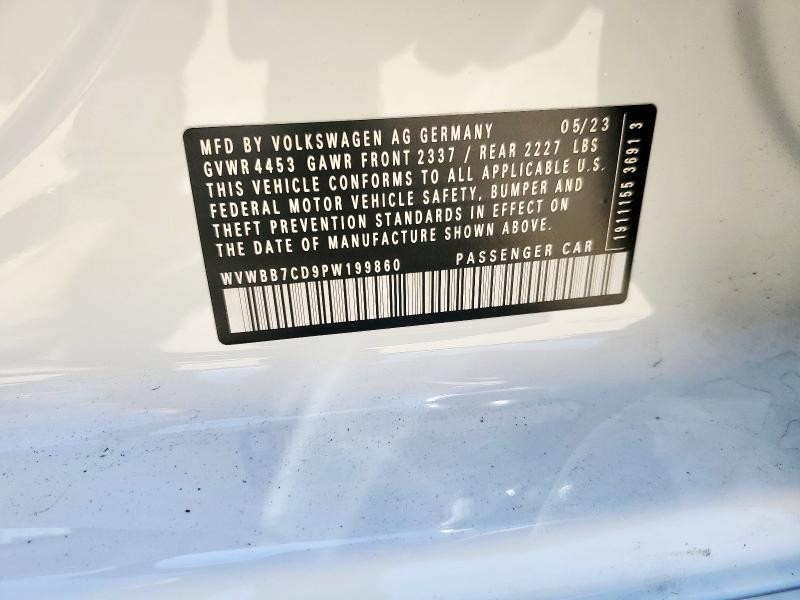 MFD BY VOLKSWAGEN AG GERMANY 05/23
GVWR 4453 GAWR FRONT 2337 / REAR 2227 LBS
THIS VEHICLE CONFORMS TO ALL APPLICABLE U.S.
FEDERAL MOTOR VEHICLE SAFETY, BUMPER AND
THEFT PREVENTION STANDARDS IN EFFECT ON
THE DATE OF MANUFACTURE SHOWN ABOVE.
WVWBB7CD9PW199860 PASSENGER CAR
1911155 3691 3